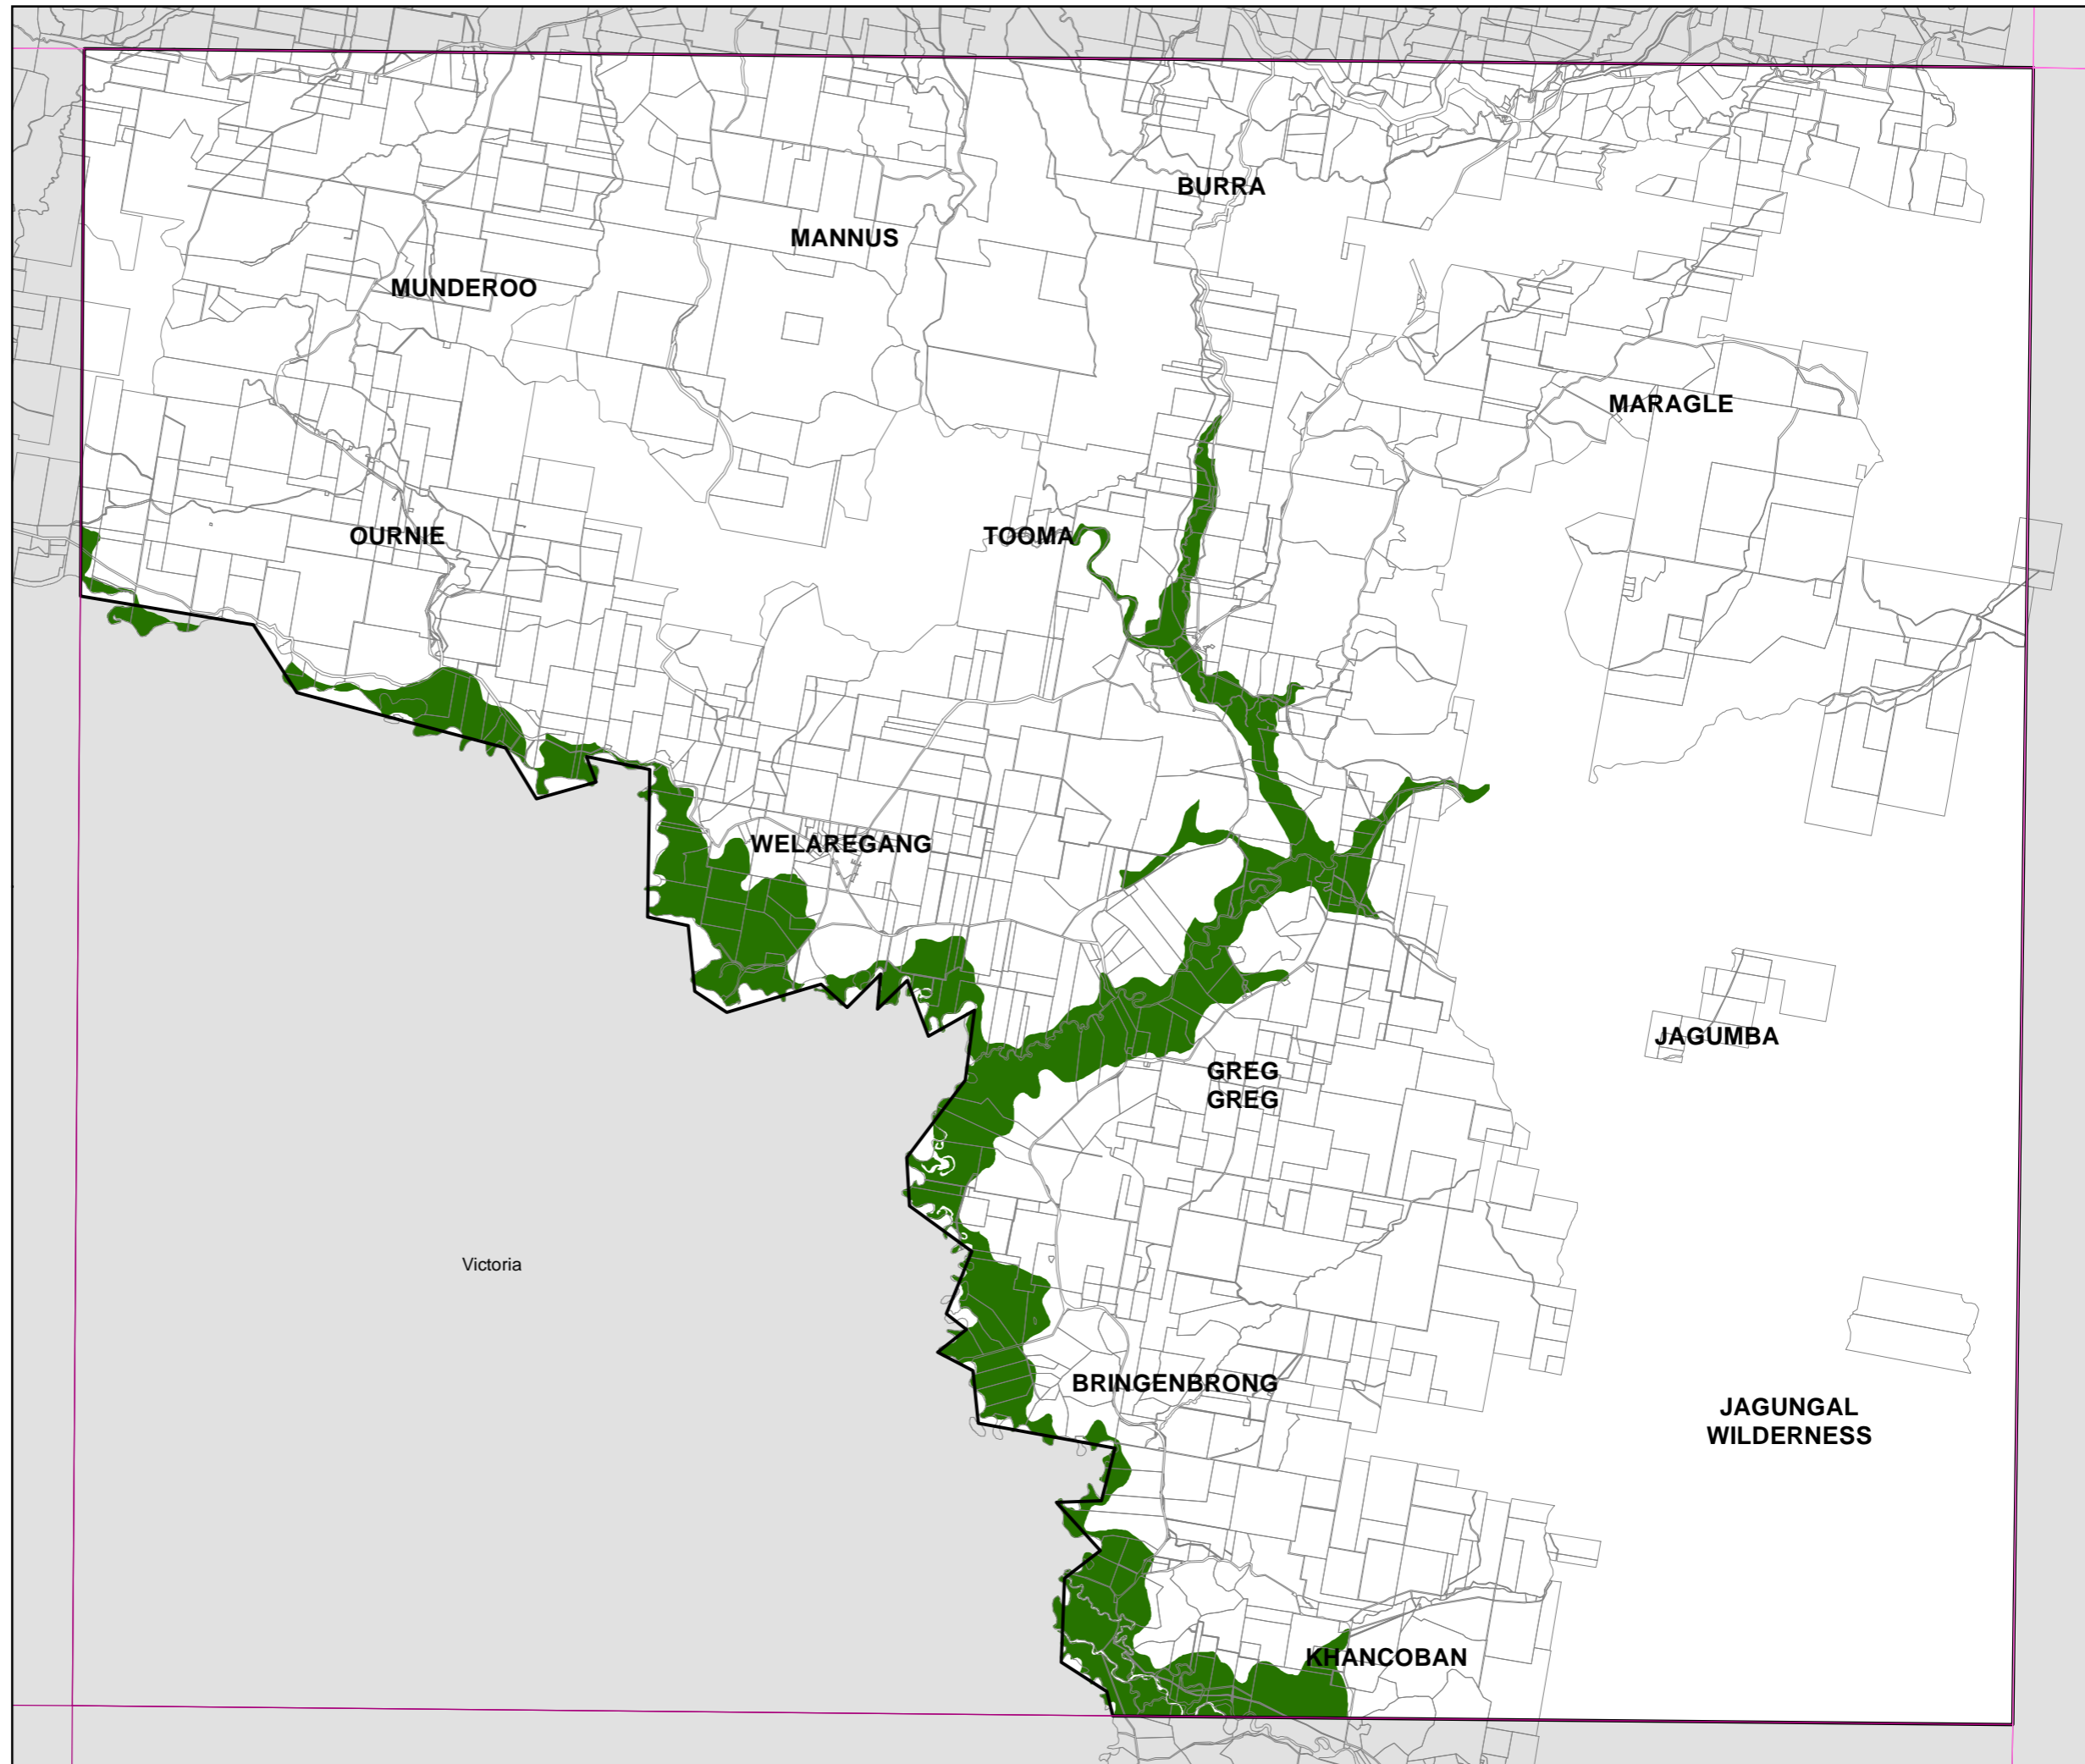 BURRA
MANNUS
MUNDEROO
MARAGLE
OURNIE
TOOMA
WELAREGANG
JAGUMBA
GREG
GREG
Victoria
BRINGENBRONG
JAGUNGAL
WILDERNESS
KHANCOBAN